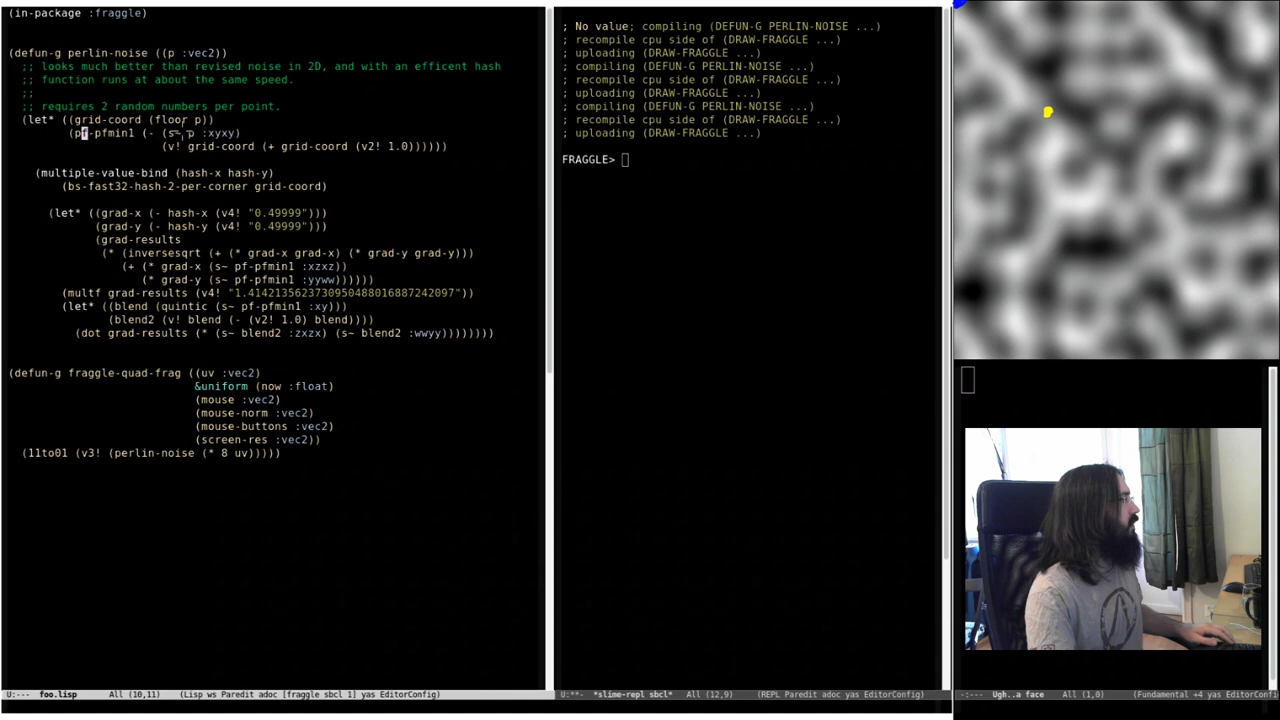 (in-package :fraggle)
(defun-g perlin-noise ((p :vec2))
;; looks much better than revised noise in 2D, and with an efficent hash
;; function runs at about the same speed.
;;
;; requires 2 random numbers per point.
(let* ((grid-coord (floor p))
(pf-pfmin1 (- (s~ p :xyxy)
(v! grid-coord (+ grid-coord (v2! 1.0))))))
(multiple-value-bind (hash-x hash-y)
(bs-fast32-hash-2-per-corner grid-coord)
(let* ((grad-x (- hash-x (v4! "0.49999")))
(grad-y (- hash-y (v4! "0.49999")))
(grad-results
(* (inversesqrt (+ (* grad-x grad-x) (* grad-y grad-y)))
(+ (* grad-x (s~ pf-pfmin1 :xzxz))
(* grad-y (s~ pf-pfmin1 :yyww))))))
(multf grad-results (v4! "1.4142135623730950488016887242097"))
(let* ((blend (quintic (s~ pf-pfmin1 :xy)))
(blend2 (v! blend (- (v2! 1.0) blend))))
(dot grad-results (* (s~ blend2 :zxzx) (s~ blend2 :wwyy))))))))
(defun-g fraggle-quad-frag ((uv :vec2)
&uniform (now :float)
(mouse :vec2)
(mouse-norm :vec2)
(mouse-buttons :vec2)
(screen-res :vec2))
(11to01 (v3! (perlin-noise (* 8 uv)))))
U:--- foo.lisp All (10,11) (Lisp ws Paredit adoc [fraggle sbcl 1] yas EditorConfig)
; No value; compiling (DEFUN-G PERLIN-NOISE ...)
; recompile cpu side of (DRAW-FRAGGLE ...)
; uploading (DRAW-FRAGGLE ...)
; compiling (DEFUN-G PERLIN-NOISE ...)
; recompile cpu side of (DRAW-FRAGGLE ...)
; uploading (DRAW-FRAGGLE ...)
; compiling (DEFUN-G PERLIN-NOISE ...)
; recompile cpu side of (DRAW-FRAGGLE ...)
; uploading (DRAW-FRAGGLE ...)
FRAGGLE>
U:**- *slime-repl sbcl* All (12,9) (REPL Paredit adoc yas EditorConfig)
-:--- Ugh..a face All (1,0) (Fundamental +4 yas EditorConfi